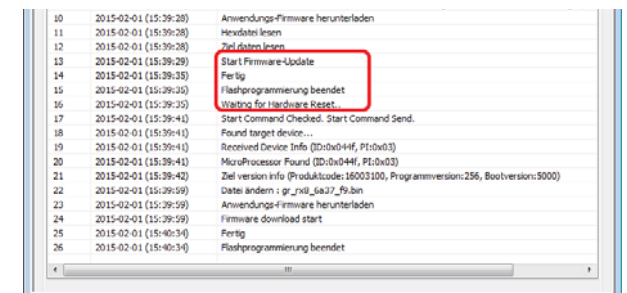 10 2015-02-01 (15:39:28) Anwendungs-Firmware herunterladen
11 2015-02-01 (15:39:28) Hexdatei lesen
12 2015-02-01 (15:39:28) Ziel daten lesen
13 2015-02-01 (15:39:29) Start Firmware-Update
14 2015-02-01 (15:39:35) Fertig
15 2015-02-01 (15:39:35) Flashprogrammierung beendet
16 2015-02-01 (15:39:35) Waiting for Hardware Reset..
17 2015-02-01 (15:39:41) Start Command Checked. Start Command Send.
18 2015-02-01 (15:39:41) Found target device...
19 2015-02-01 (15:39:41) Received Device Info (ID:0x044f, PI:0x03)
20 2015-02-01 (15:39:41) MicroProcessor Found (ID:0x044f, PI:0x03)
21 2015-02-01 (15:39:42) Ziel version info (Produktcode:16003100, Programmversion:256, Bootversion:5000)
22 2015-02-01 (15:39:59) Datei ändern : gr_rx8_6a37_f9.bin
23 2015-02-01 (15:39:59) Anwendungs-Firmware herunterladen
24 2015-02-01 (15:39:59) Firmware download start
25 2015-02-01 (15:40:34) Fertig
26 2015-02-01 (15:40:34) Flashprogrammierung beendet